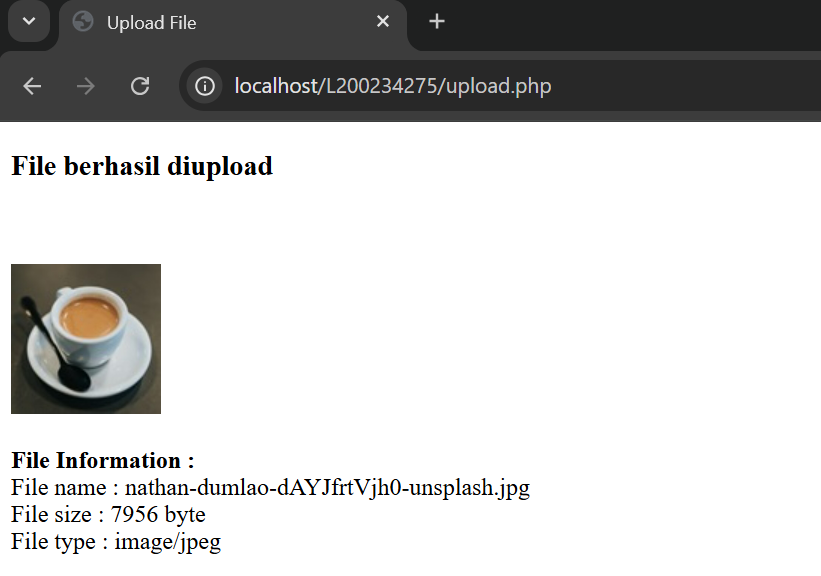 Upload File
localhost/L200234275/upload.php
File berhasil diupload
File Information :
File name : nathan-dumlao-dAYJfrtVjh0-unsplash.jpg
File size : 7956 byte
File type : image/jpeg